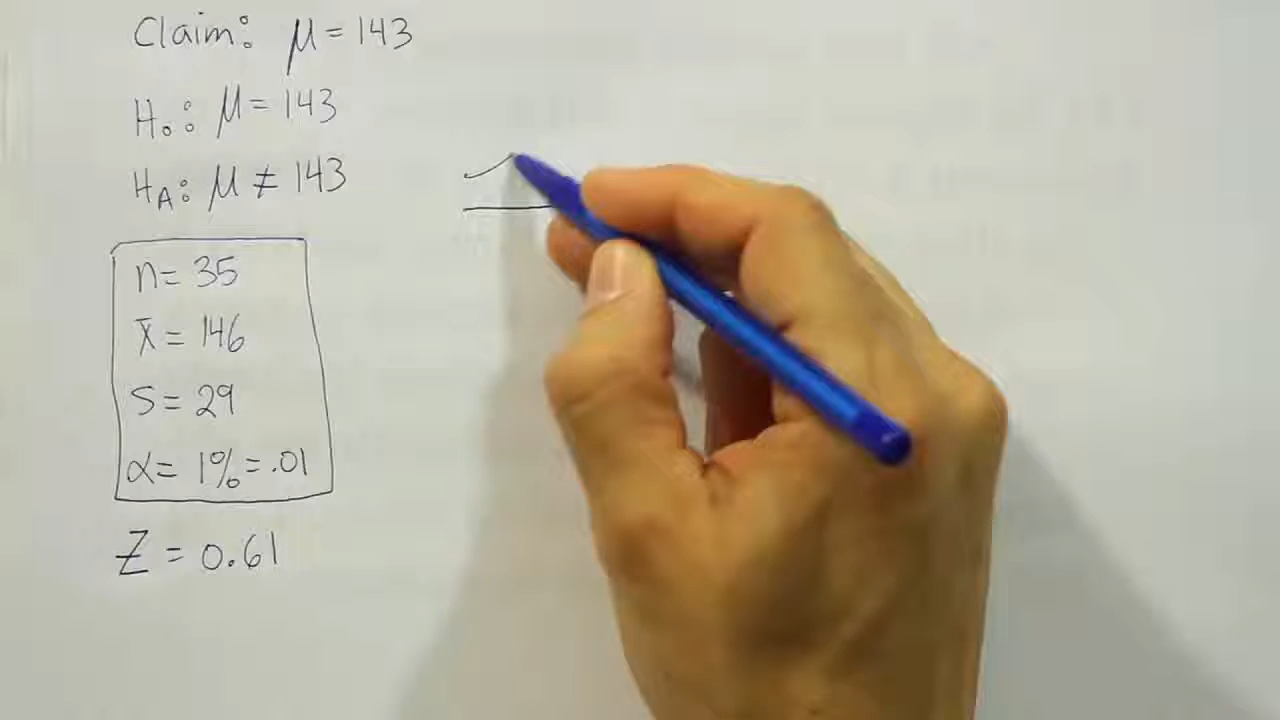 Claim: μ = 143
H₀: μ = 143
H_A: μ ≠ 143
n = 35
x̄ = 146
S = 29
α = 1% = .01
Z = 0.61